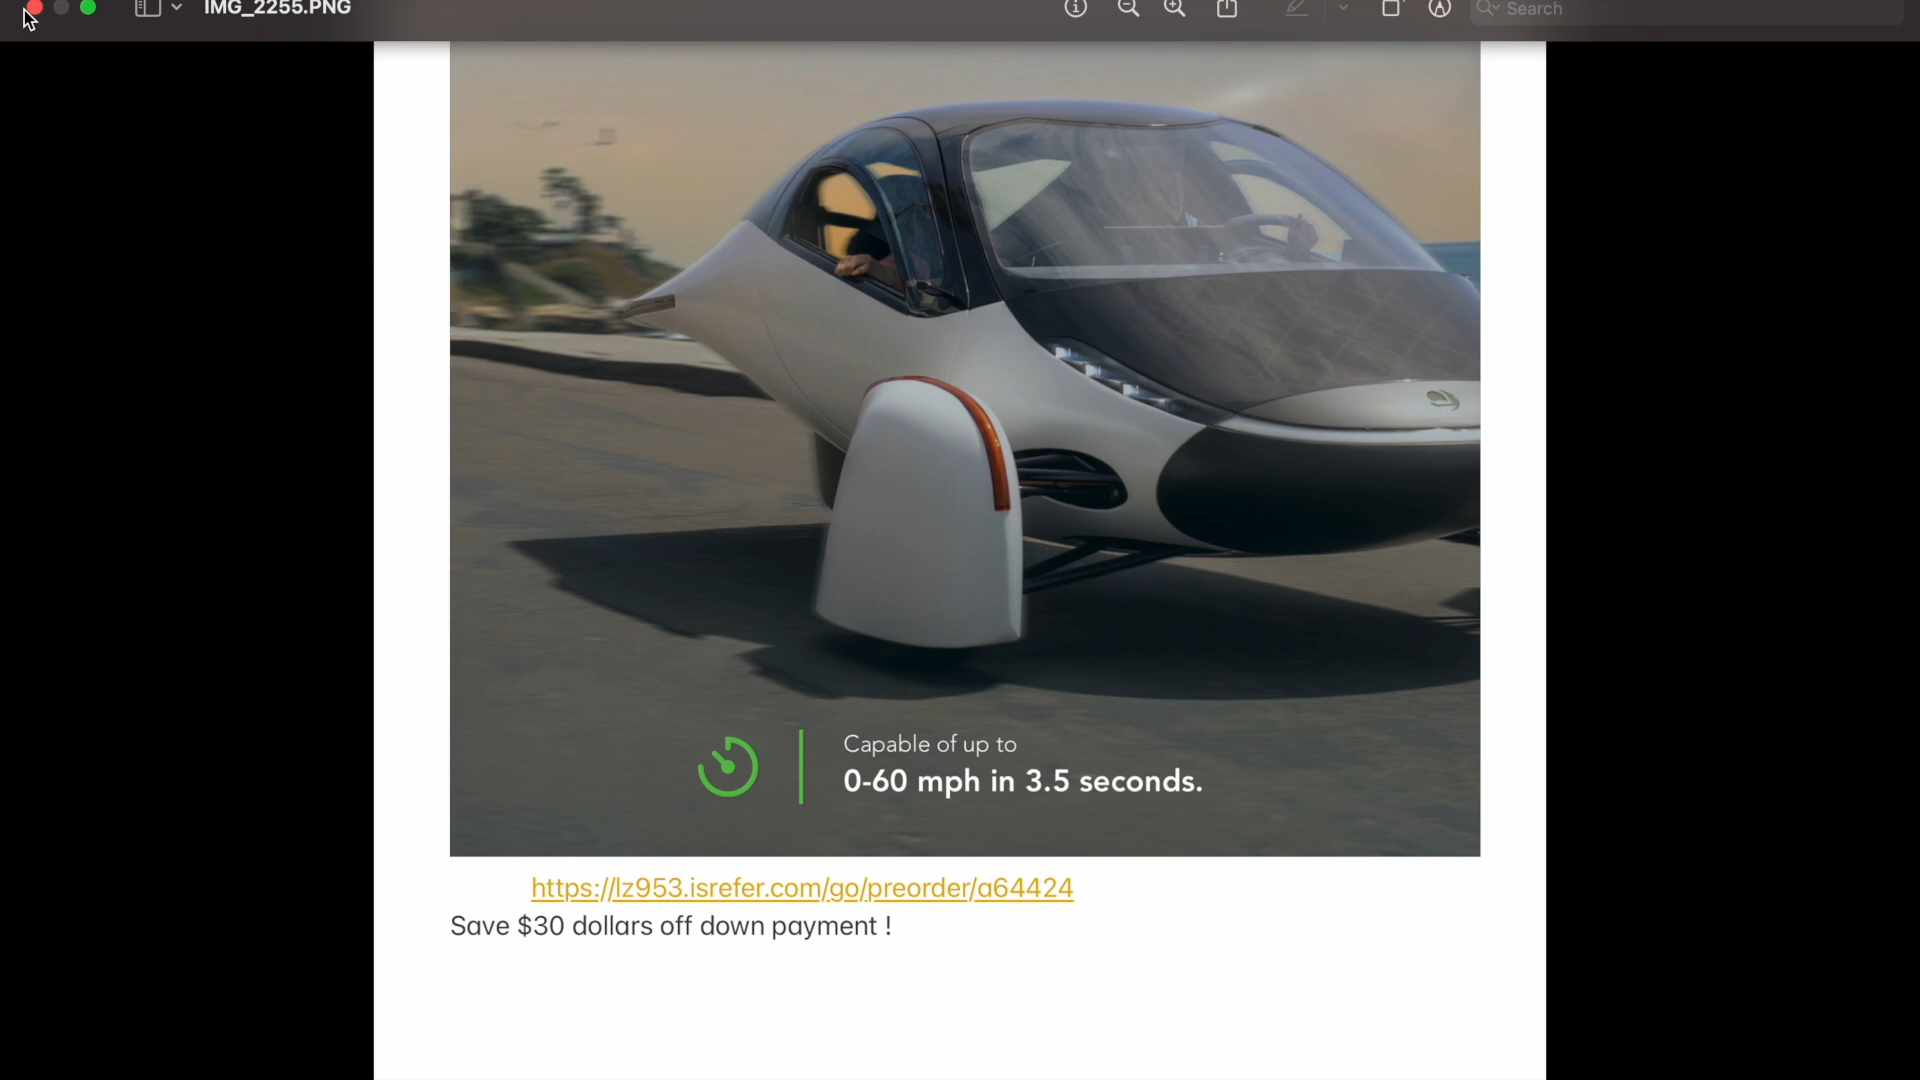 IMG_2255.PNG
Search
Capable of up to
0-60 mph in 3.5 seconds.
https://lz953.isrefer.com/go/preorder/a64424
Save $30 dollars off down payment !